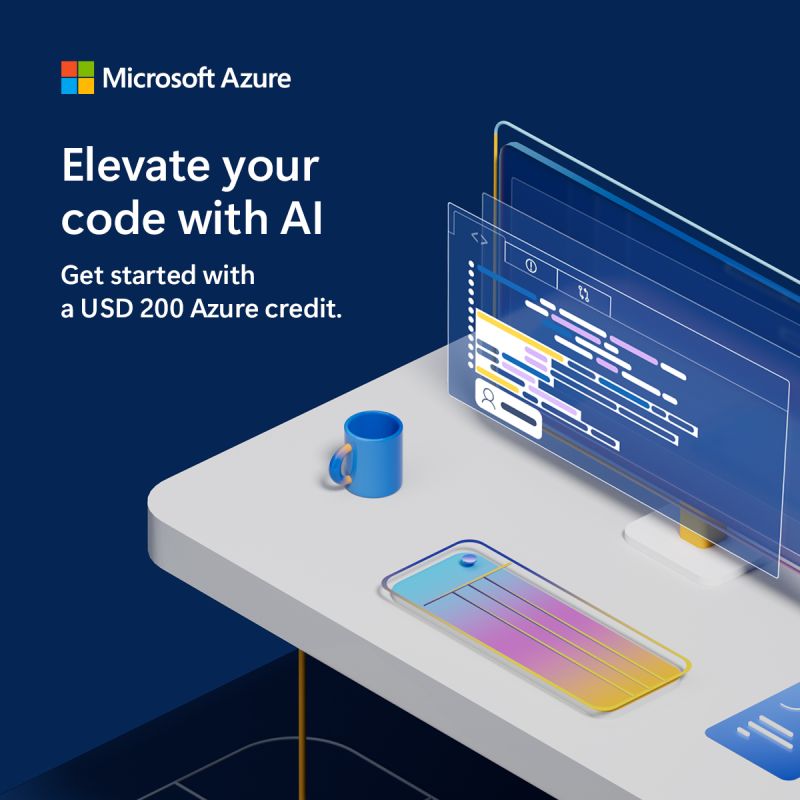 Microsoft Azure
Elevate your
code with AI
Get started with
a USD 200 Azure credit.
</>